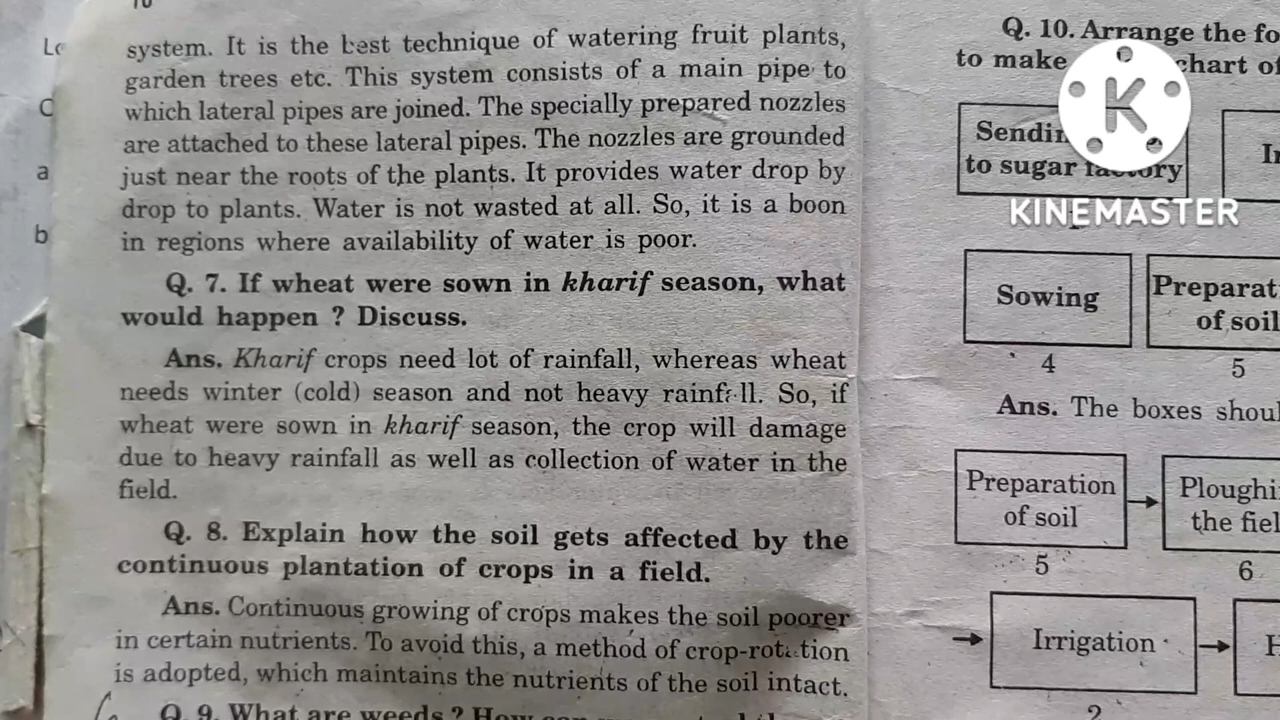 system. It is the best technique of watering fruit plants,
garden trees etc. This system consists of a main pipe to
which lateral pipes are joined. The specially prepared nozzles
are attached to these lateral pipes. The nozzles are grounded
just near the roots of the plants. It provides water drop by
drop to plants. Water is not wasted at all. So, it is a boon
in regions where availability of water is poor.
Q. 7. If wheat were sown in kharif season, what
would happen ? Discuss.
Ans. Kharif crops need lot of rainfall, whereas wheat
needs winter (cold) season and not heavy rainfall. So, if
wheat were sown in kharif season, the crop will damage
due to heavy rainfall as well as collection of water in the
field.
Q. 8. Explain how the soil gets affected by the
continuous plantation of crops in a field.
Ans. Continuous growing of crops makes the soil poorer
in certain nutrients. To avoid this, a method of crop-rotation
is adopted, which maintains the nutrients of the soil intact.
Q. 9. What are weeds ? How
a
b
Q. 10. Arrange the
to make chart
to sugar factory
K
KINEMASTER
Sowing
4
of soil
5
Ans. The boxes
Preparation
of soil
5
the
6
Irrigation
2